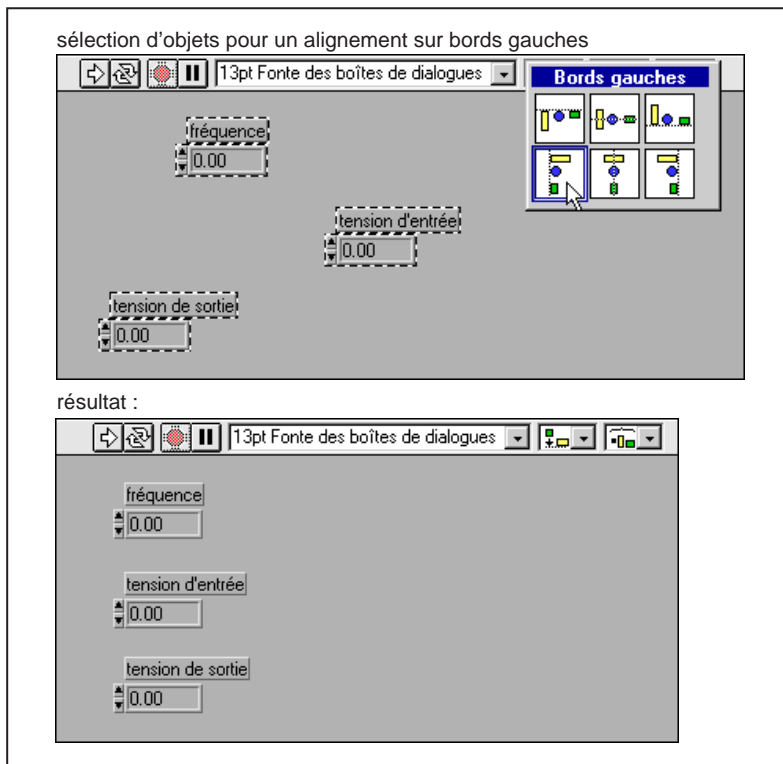 sélection d'objets pour un alignement sur bords gauches
13pt Fonte des boîtes de dialogues
Bords gauches
fréquence
0.00
tension d'entrée
0.00
tension de sortie
0.00
résultat :
13pt Fonte des boîtes de dialogues
fréquence
0.00
tension d'entrée
0.00
tension de sortie
0.00